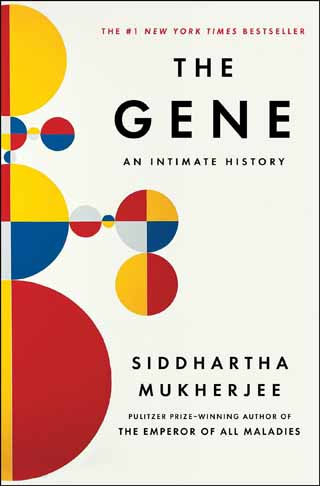 THE #1 NEW YORK TIMES BESTSELLER
THE
GENE
AN INTIMATE HISTORY
SIDDHARTHA
MUKHERJEE
PULITZER PRIZE–WINNING AUTHOR OF
THE EMPEROR OF ALL MALADIES